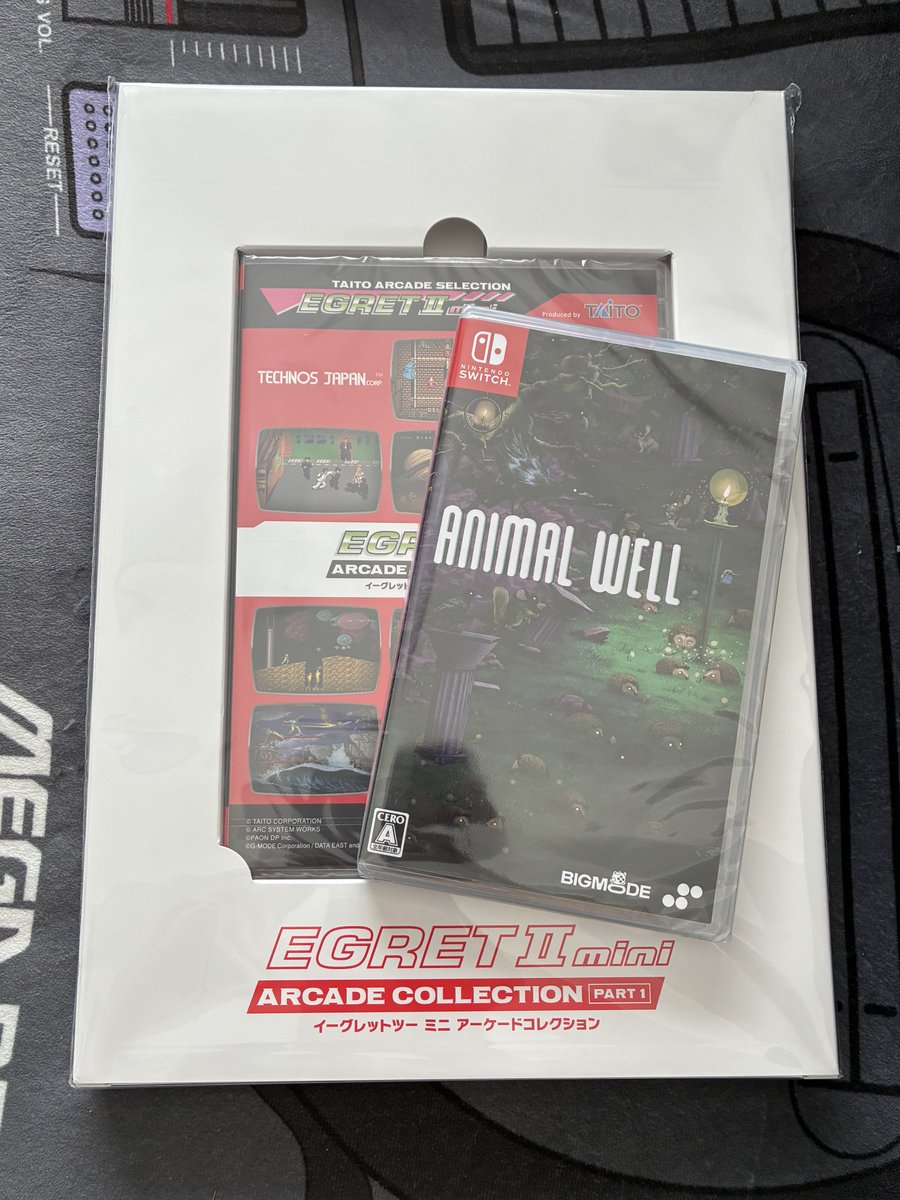 VOL.
RESET
TAITO ARCADE SELECTION
EGRET II mini
Produced by TAITO
TECHNOS JAPAN CORP
TM
NINTENDO
SWITCH
ANIMAL WELL
EGR
ARCADE
イーグレット
© TAITO CORPORATION
© ARC SYSTEM WORKS
©PAON DP Inc.
©G-MODE Corporation / DATA EAST and
CERO
A
BIGMODE
EGRET II mini
ARCADE COLLECTION PART 1
イーグレットツー ミニ アーケードコレクション
MEGA